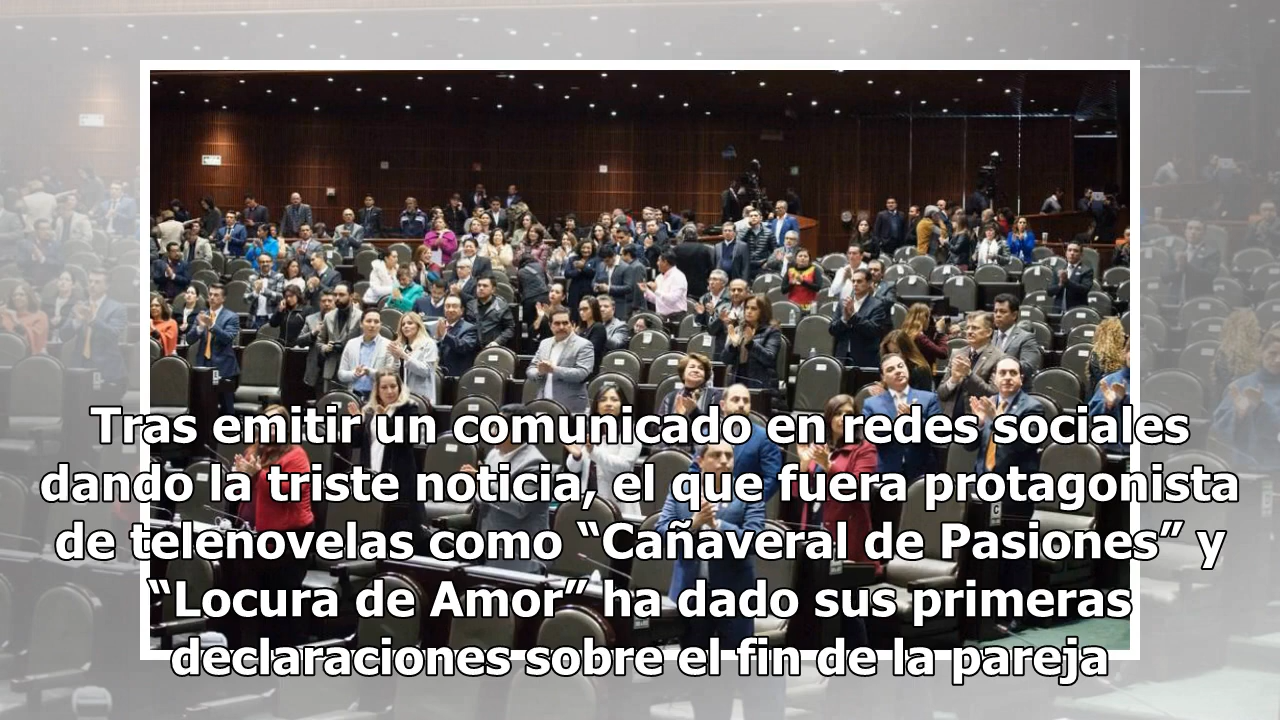 Tras emitir un comunicado en redes sociales
dando la triste noticia, el que fuera protagonista
de telenovelas como “Cañaveral de Pasiones” y
“Locura de Amor” ha dado sus primeras
declaraciones sobre el fin de la pareja